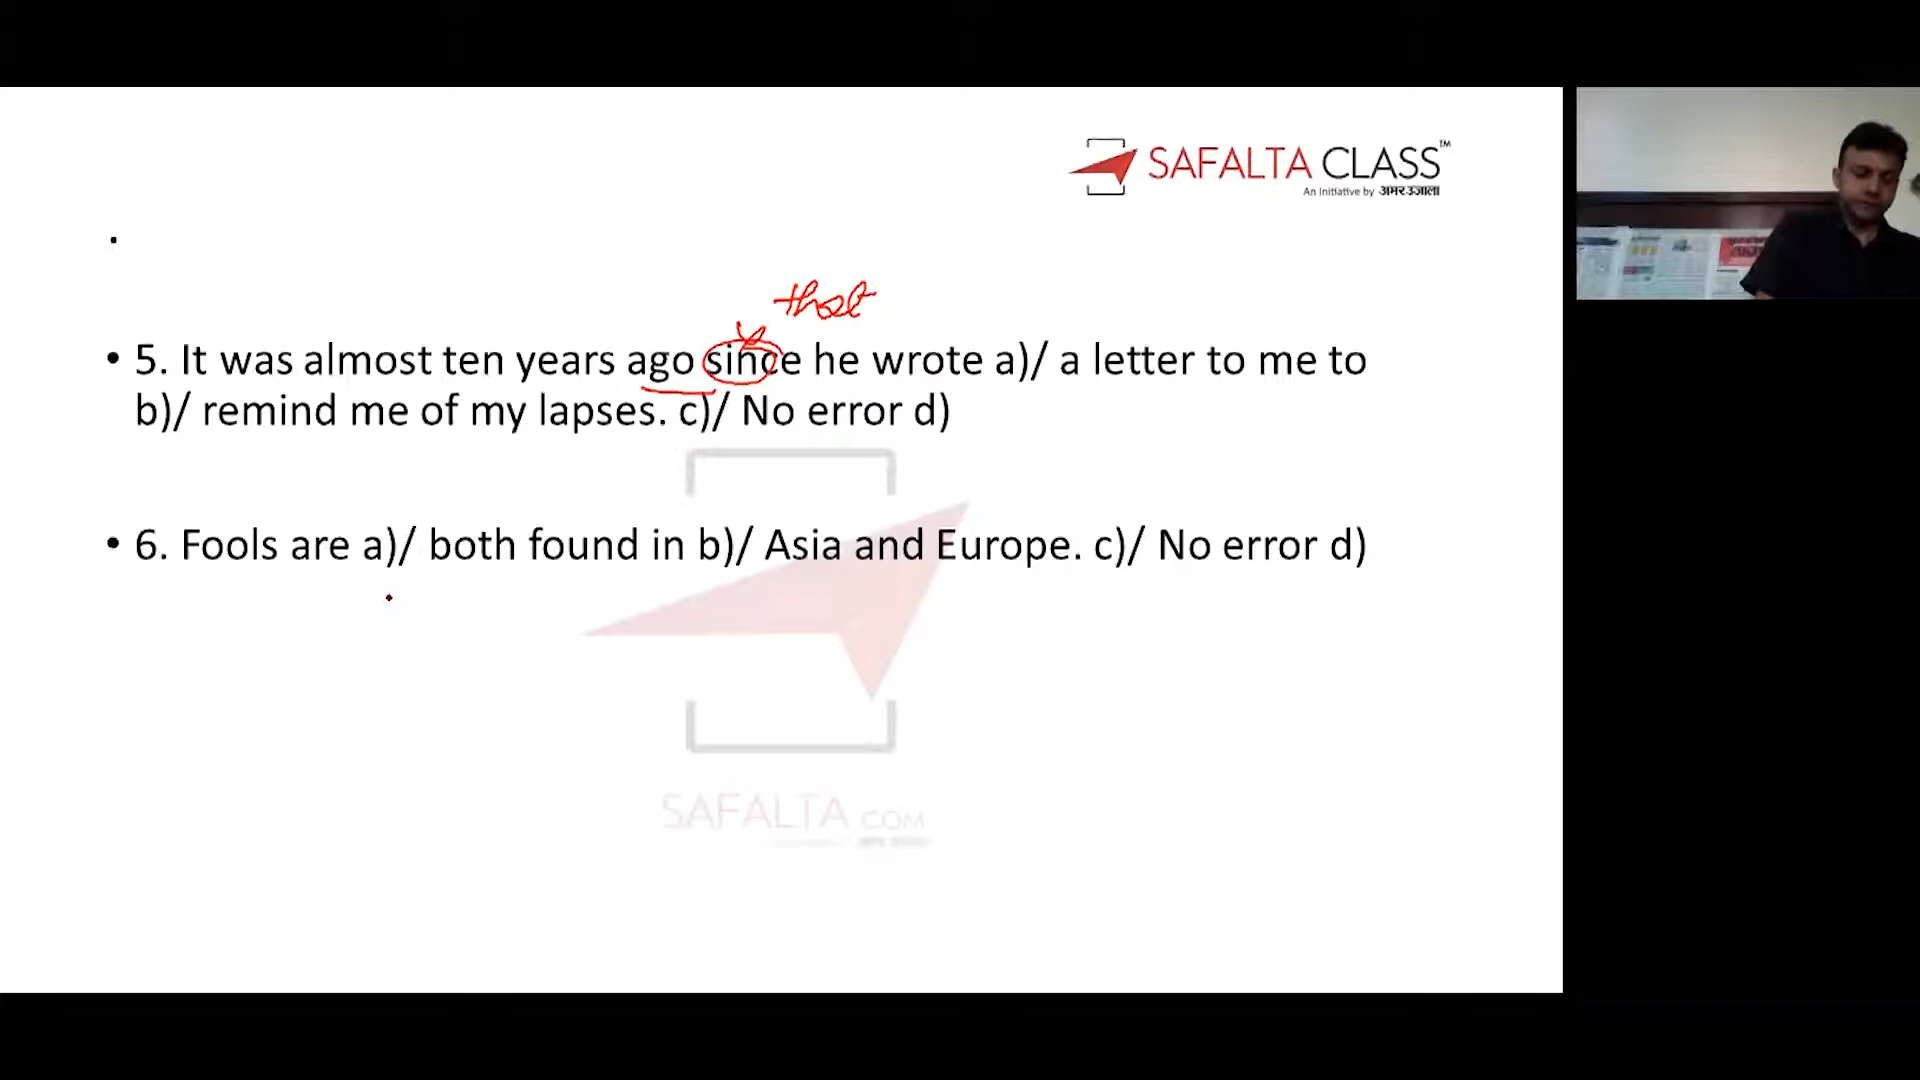 SAFALTA CLASS™
An Initiative by अमर उजाला
that
• 5. It was almost ten years ago since he wrote a)/ a letter to me to
b)/ remind me of my lapses. c)/ No error d)
• 6. Fools are a)/ both found in b)/ Asia and Europe. c)/ No error d)
SAFALTA.COM